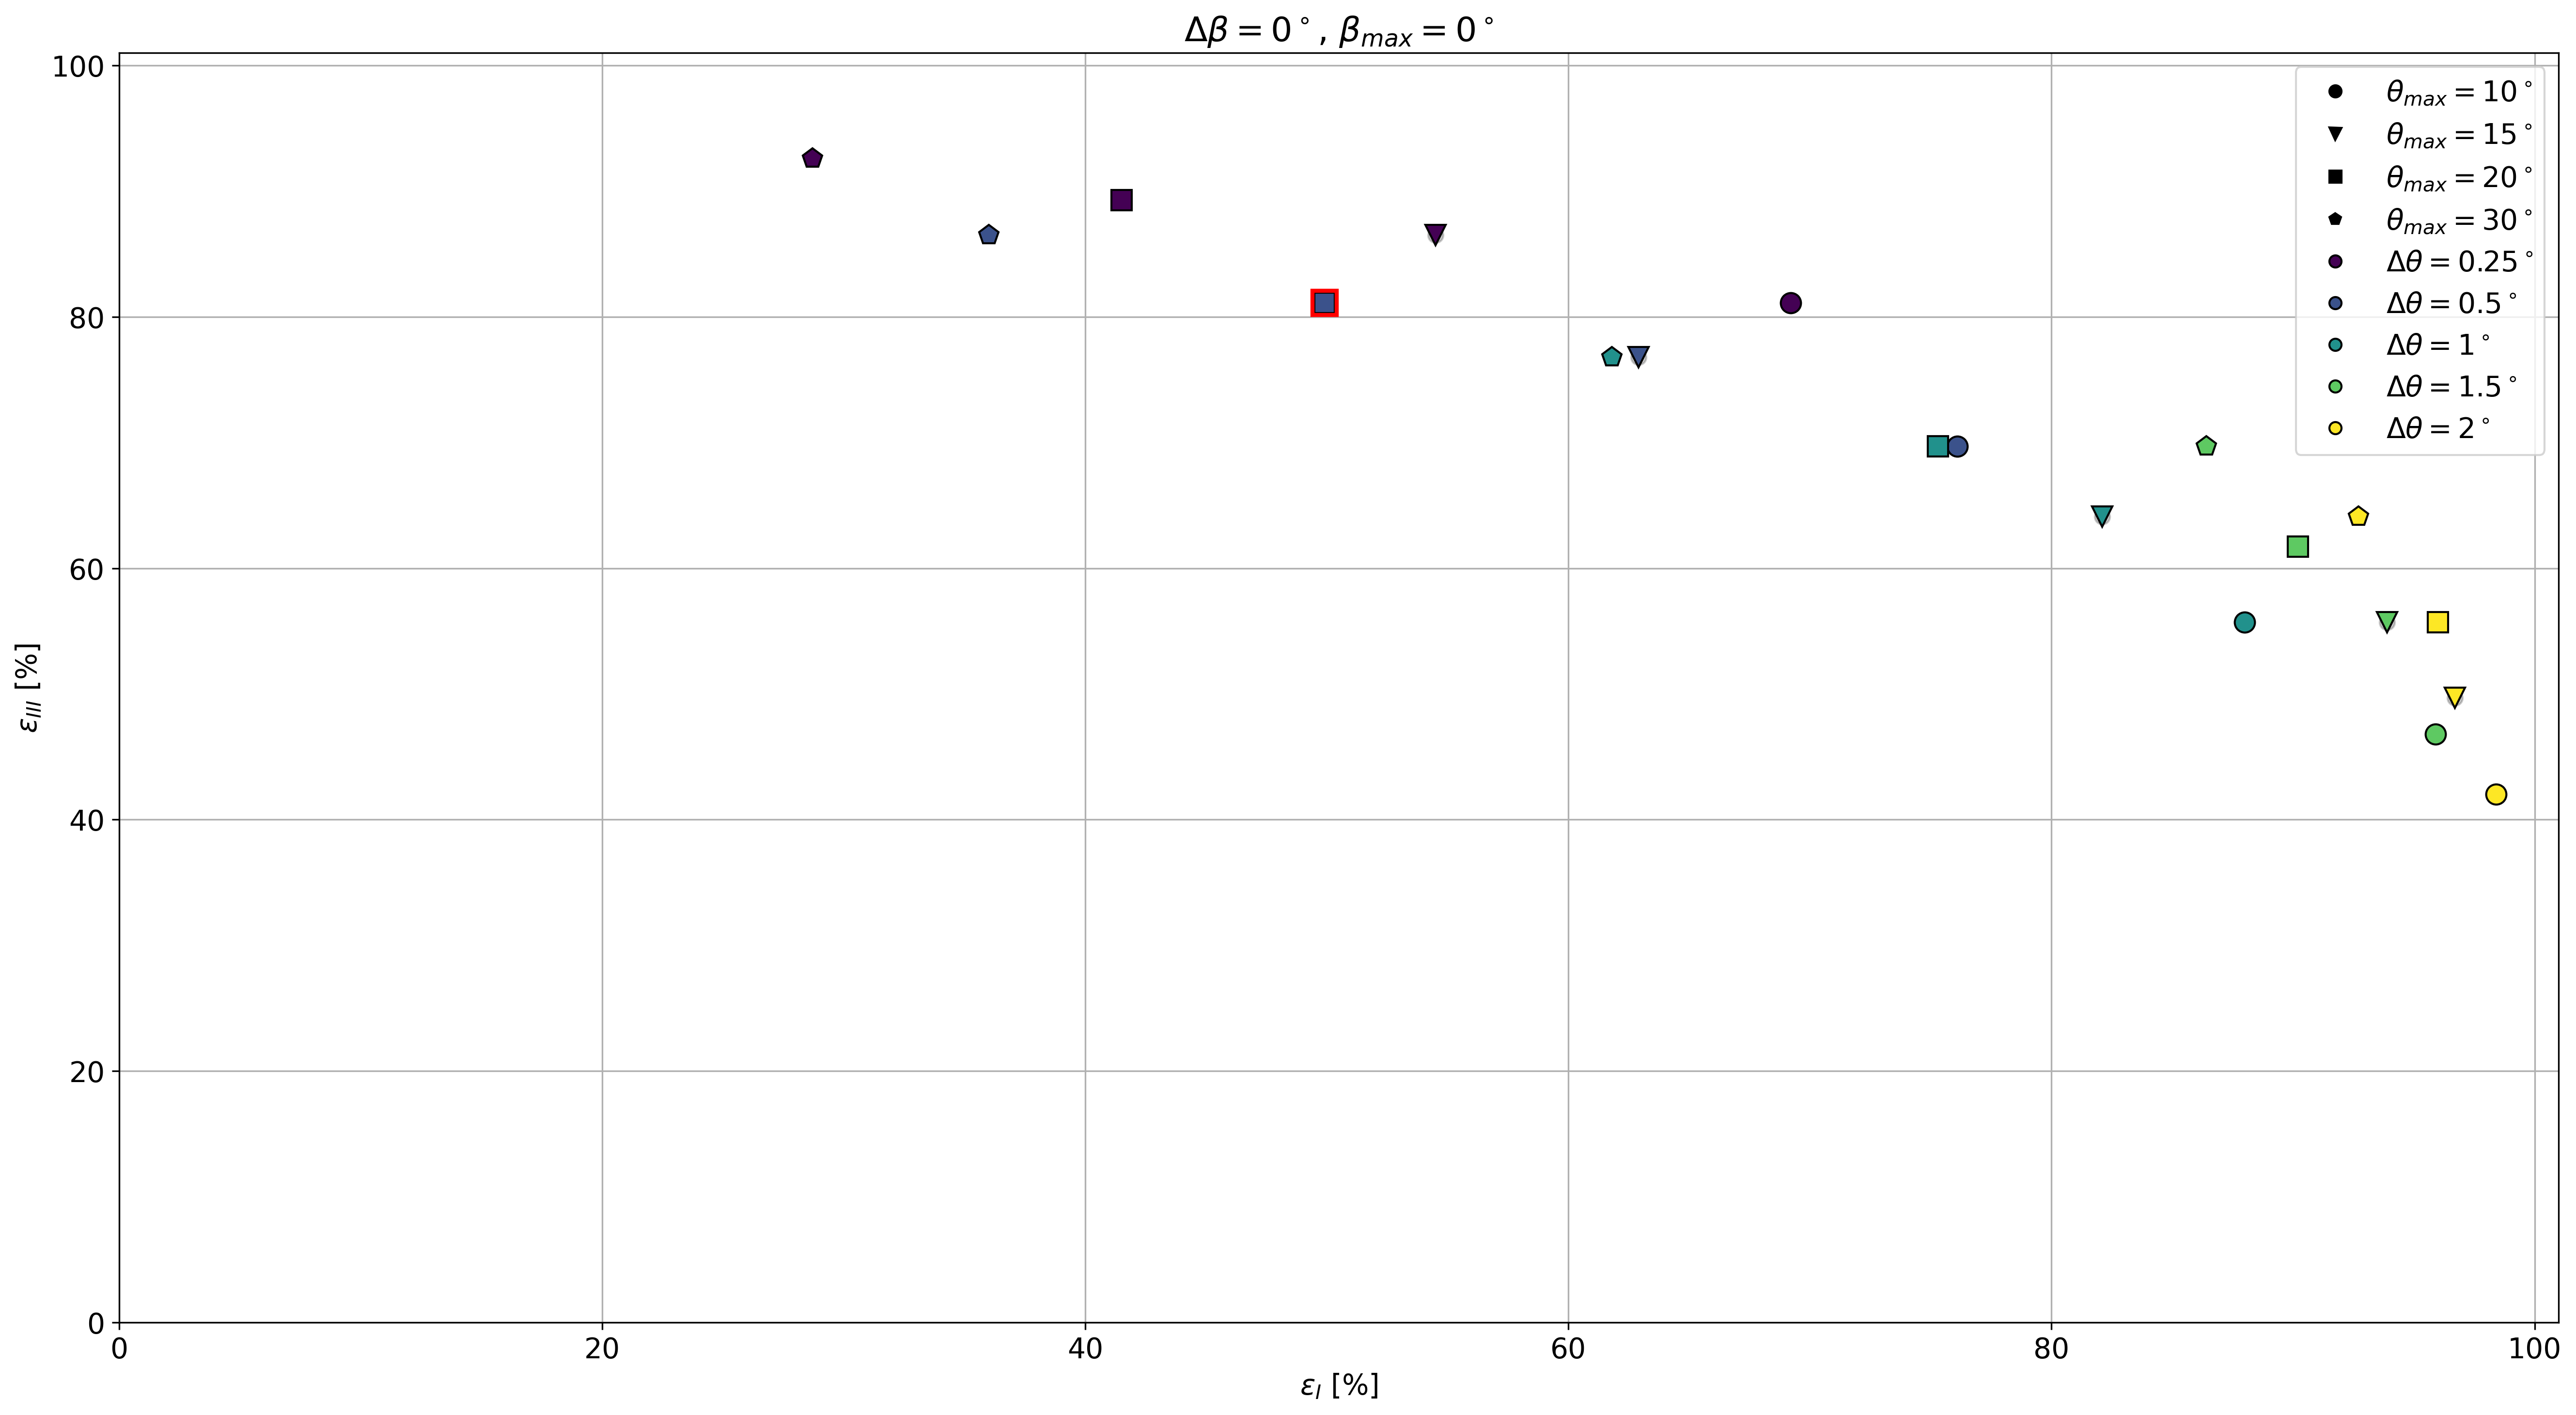 Δβ = 0°, β_max = 0°
100
80
60
40
20
0
ε_III [%]
0 20 40 60 80 100
ε_I [%]
θ_max = 10°
θ_max = 15°
θ_max = 20°
θ_max = 30°
Δθ = 0.25°
Δθ = 0.5°
Δθ = 1°
Δθ = 1.5°
Δθ = 2°